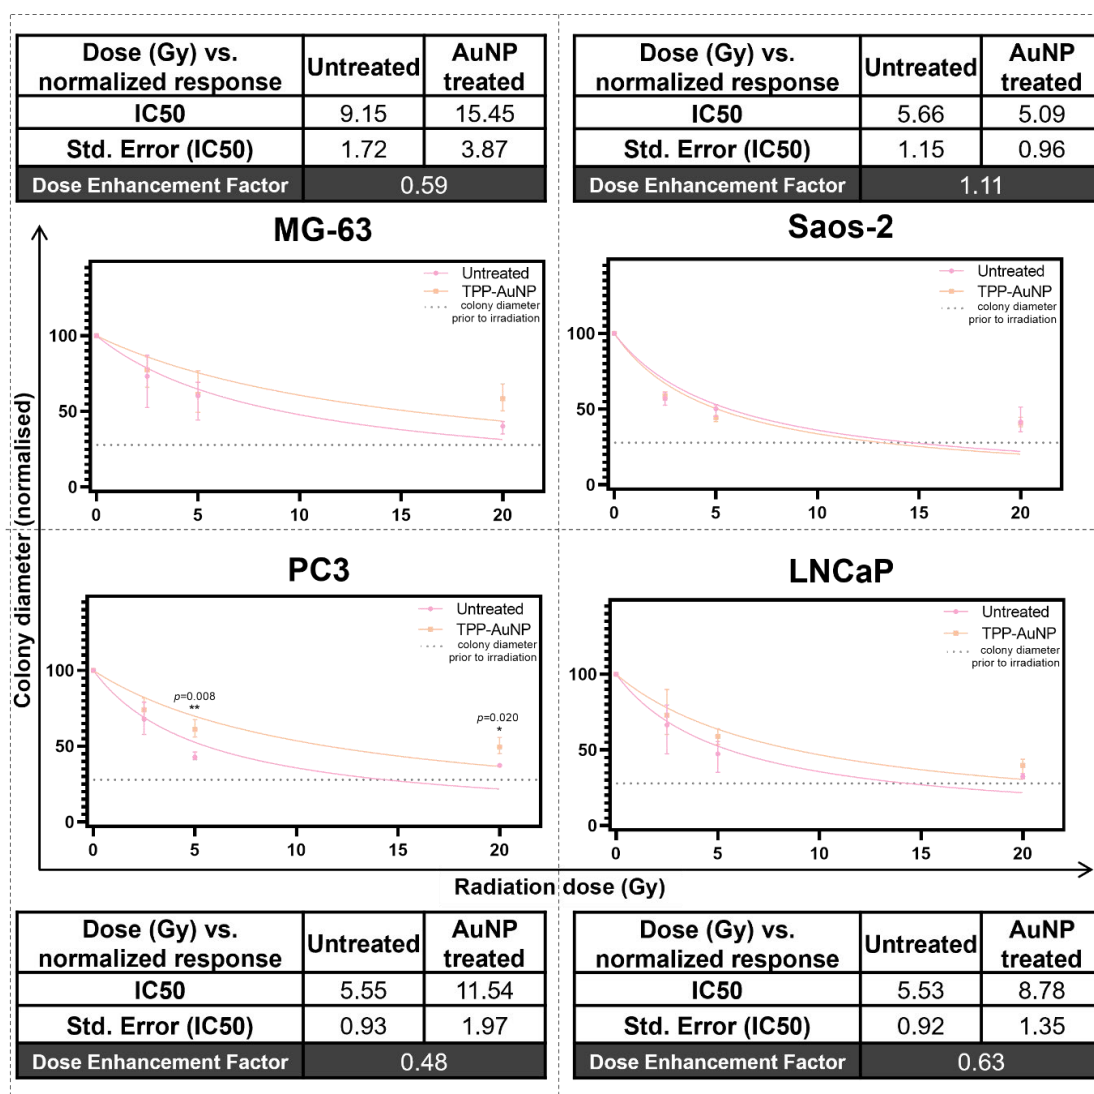 Dose (Gy) vs. normalized response Untreated AuNP treated
IC50 9.15 15.45
Std. Error (IC50) 1.72 3.87
Dose Enhancement Factor 0.59
Dose (Gy) vs. normalized response Untreated AuNP treated
IC50 5.66 5.09
Std. Error (IC50) 1.15 0.96
Dose Enhancement Factor 1.11
MG-63
Untreated
TPP-AuNP
colony diameter
prior to irradiation
100
50
0
0 5 10 15 20
Saos-2
Untreated
TPP-AuNP
colony diameter
prior to irradiation
100
50
0
0 5 10 15 20
Colony diameter (normalised)
PC3
Untreated
TPP-AuNP
colony diameter
prior to irradiation
p=0.008
**
p=0.020
*
100
50
0
0 5 10 15 20
LNCaP
Untreated
TPP-AuNP
colony diameter
prior to irradiation
100
50
0
0 5 10 15 20
Radiation dose (Gy)
Dose (Gy) vs. normalized response Untreated AuNP treated
IC50 5.55 11.54
Std. Error (IC50) 0.93 1.97
Dose Enhancement Factor 0.48
Dose (Gy) vs. normalized response Untreated AuNP treated
IC50 5.53 8.78
Std. Error (IC50) 0.92 1.35
Dose Enhancement Factor 0.63